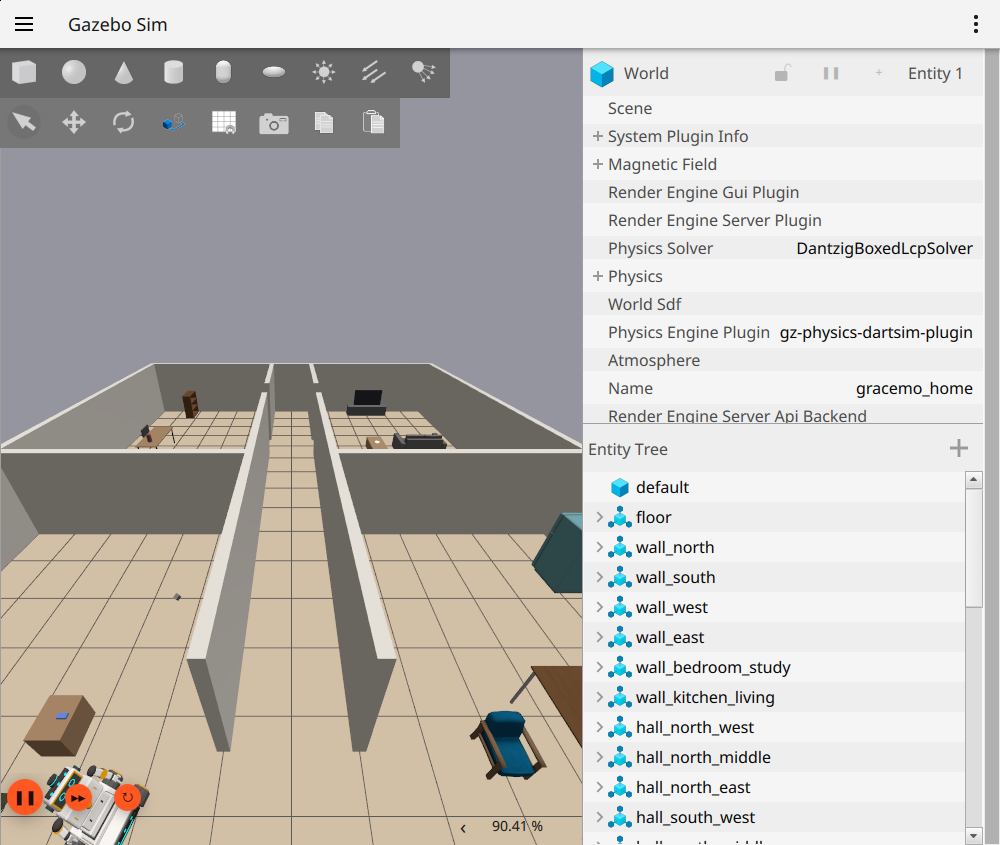 Gazebo Sim
World
Entity 1
Scene
System Plugin Info
Magnetic Field
Render Engine Gui Plugin
Render Engine Server Plugin
Physics Solver DantzigBoxedLcpSolver
Physics
World Sdf
Physics Engine Plugin gz-physics-dartsim-plugin
Atmosphere
Name gracemo_home
Render Engine Server Api Backend
Entity Tree
default
floor
wall_north
wall_south
wall_west
wall_east
wall_bedroom_study
wall_kitchen_living
hall_north_west
hall_north_middle
hall_north_east
hall_south_west
90.41 %